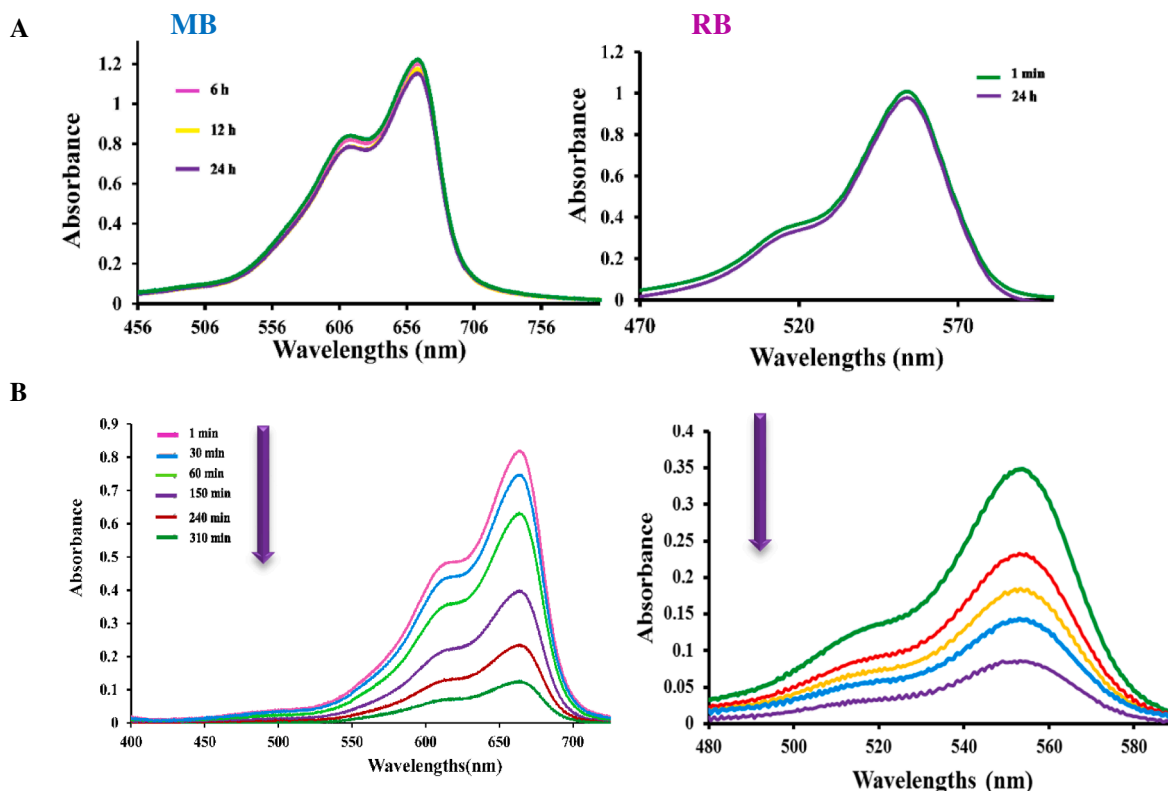 A
MB
RB
Absorbance
1.2
1
0.8
0.6
0.4
0.2
0
6 h
12 h
24 h
456 506 556 606 656 706 756
Wavelengths (nm)
Absorbance
1.2
1
0.8
0.6
0.4
0.2
0
1 min
24 h
470 520 570
Wavelengths (nm)
B
Absorbance
0.9
0.8
0.7
0.6
0.5
0.4
0.3
0.2
0.1
0
1 min
30 min
60 min
150 min
240 min
310 min
400 450 500 550 600 650 700
Wavelengths(nm)
Absorbance
0.4
0.35
0.3
0.25
0.2
0.15
0.1
0.05
0
480 500 520 540 560 580
Wavelengths (nm)